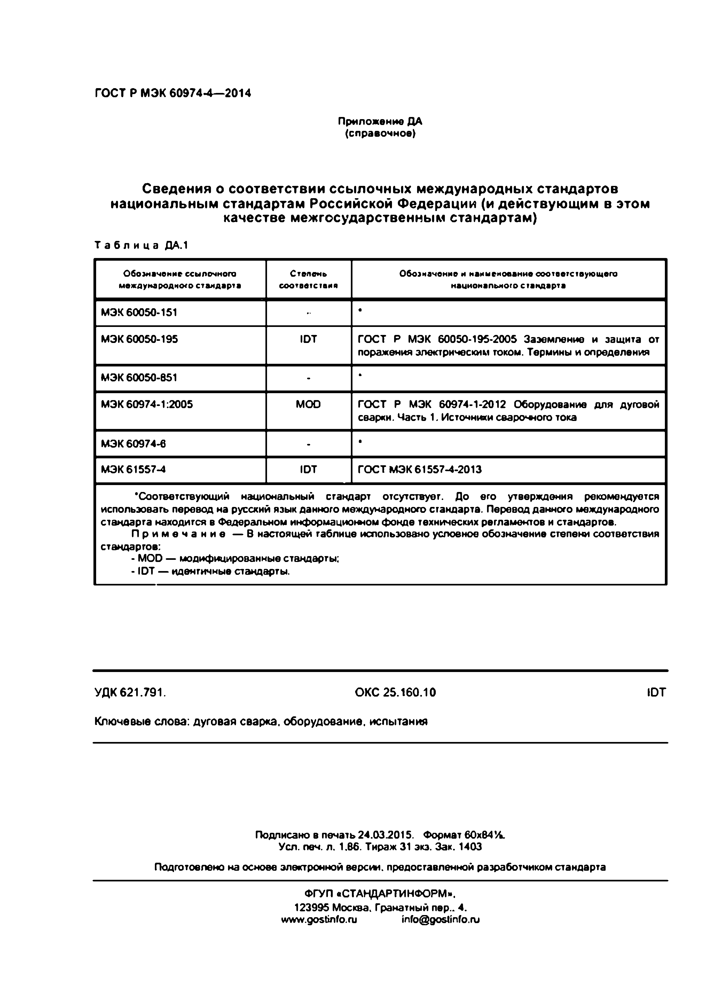 ГОСТ Р МЭК 60974-4—2014
Приложение ДА
(справочное)
Сведения о соответствии ссылочных международных стандартов
национальным стандартам Российской Федерации (и действующим в этом
качестве межгосударственным стандартам)
Таблица ДА.1
Обозначение ссылочного
международного стандарта
Степень
соответствия
Обозначение и наименование соответствующего
национального стандарта
МЭК 60050-151
-
*
МЭК 60050-195
IDT
ГОСТ Р МЭК 60050-195-2005 Заземление и защита от
поражения электрическим током. Термины и определения
МЭК 60050-851
-
*
МЭК 60974-1:2005
MOD
ГОСТ Р МЭК 60974-1-2012 Оборудование для дуговой
сварки. Часть 1. Источники сварочного тока
МЭК 60974-6
-
*
МЭК 61557-4
IDT
ГОСТ МЭК 61557-4-2013
*Соответствующий национальный стандарт отсутствует. До его утверждения рекомендуется
использовать перевод на русский язык данного международного стандарта. Перевод данного международного
стандарта находится в Федеральном информационном фонде технических регламентов и стандартов.
Примечание — В настоящей таблице использовано условное обозначение степени соответствия
стандартов:
- MOD — модифицированные стандарты;
- IDT — идентичные стандарты.
УДК 621.791.
ОКС 25.160.10
IDT
Ключевые слова: дуговая сварка, оборудование, испытания
Подписано в печать 24.03.2015. Формат 60х84⅛.
Усл. печ. л. 1,86. Тираж 31 экз. Зак. 1403
Подготовлено на основе электронной версии, предоставленной разработчиком стандарта
ФГУП «СТАНДАРТИНФОРМ»,
123995 Москва, Гранатный пер., 4.
www.gostinfo.ru
info@gostinfo.ru